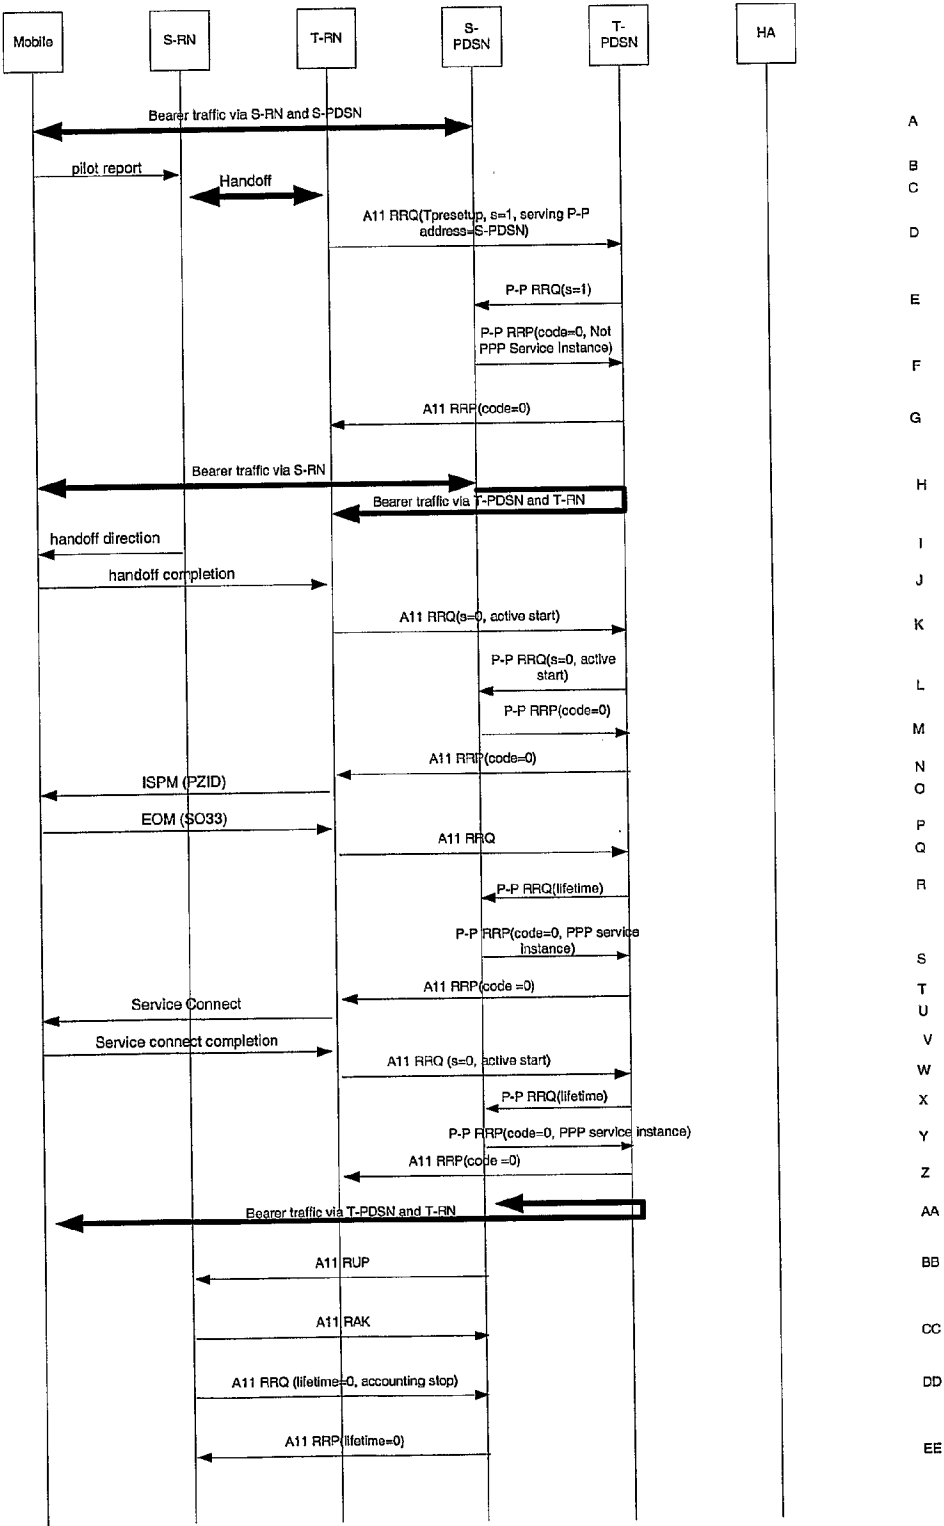 Mobile
S-RN
T-RN
S-
PDSN
T-
PDSN
HA
Bearer traffic via S-RN and S-PDSN
A
pilot report
B
Handoff
C
A11 RRQ(Tpresetup, s=1, serving P-P
address=S-PDSN)
D
P-P RRQ(s=1)
E
P-P RRP(code=0, Not
PPP Service Instance)
F
A11 RRP(code=0)
G
Bearer traffic via S-RN
H
Bearer traffic via T-PDSN and T-RN
handoff direction
I
handoff completion
J
A11 RRQ(s=0, active start)
K
P-P RRQ(s=0, active
start)
L
P-P RRP(code=0)
M
A11 RRP(code=0)
N
ISPM (PZID)
O
EOM (SO33)
P
A11 RRQ
Q
P-P RRQ(lifetime)
R
P-P RRP(code=0, PPP service
Instance)
S
A11 RRP(code =0)
T
Service Connect
U
Service connect completion
V
A11 RRQ (s=0, active start)
W
P-P RRQ(lifetime)
X
P-P RRP(code=0, PPP service instance)
Y
A11 RRP(code =0)
Z
Bearer traffic via T-PDSN and T-RN
AA
A11 RUP
BB
A11 RAK
CC
A11 RRQ (lifetime=0, accounting stop)
DD
A11 RRP(lifetime=0)
EE